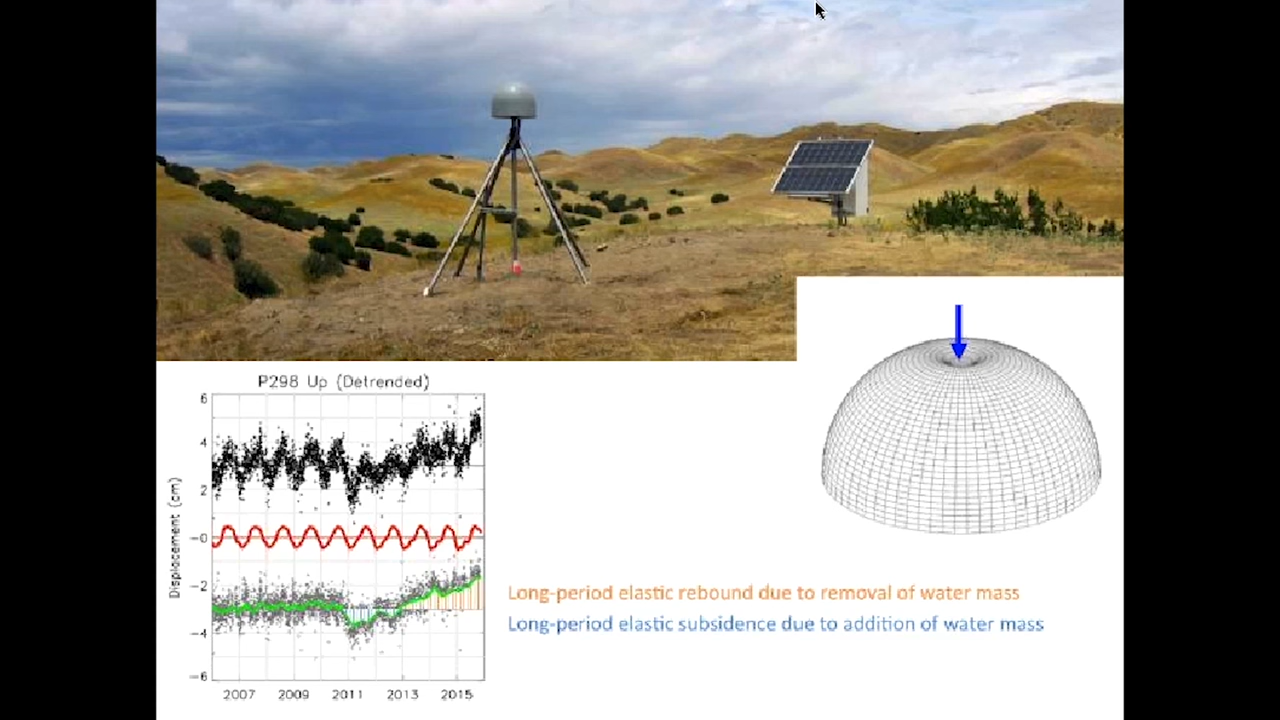 P298 Up (Detrended)
Displacement (cm)
6
4
2
-0
-2
-4
-6
2007 2009 2011 2013 2015
Long-period elastic rebound due to removal of water mass
Long-period elastic subsidence due to addition of water mass